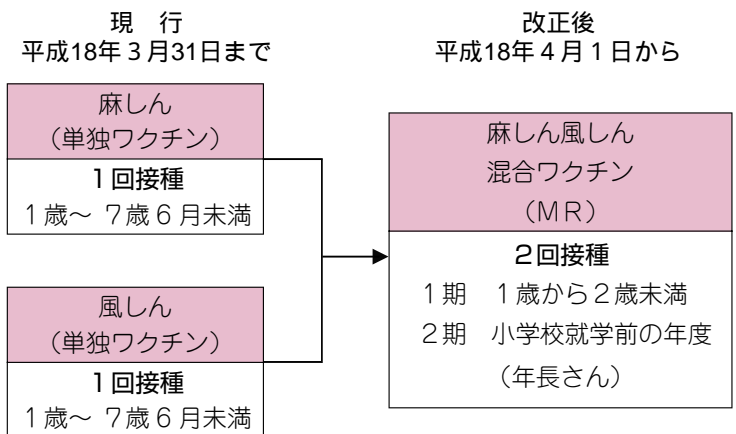 現　行
平成18年３月31日まで
麻しん
（単独ワクチン）
１回接種
１歳～ ７歳６月未満
風しん
（単独ワクチン）
１回接種
１歳～ ７歳６月未満
改正後
平成18年４月１日から
麻しん風しん
混合ワクチン
（ＭＲ）
２回接種
１期　１歳から２歳未満
２期　小学校就学前の年度
（年長さん）